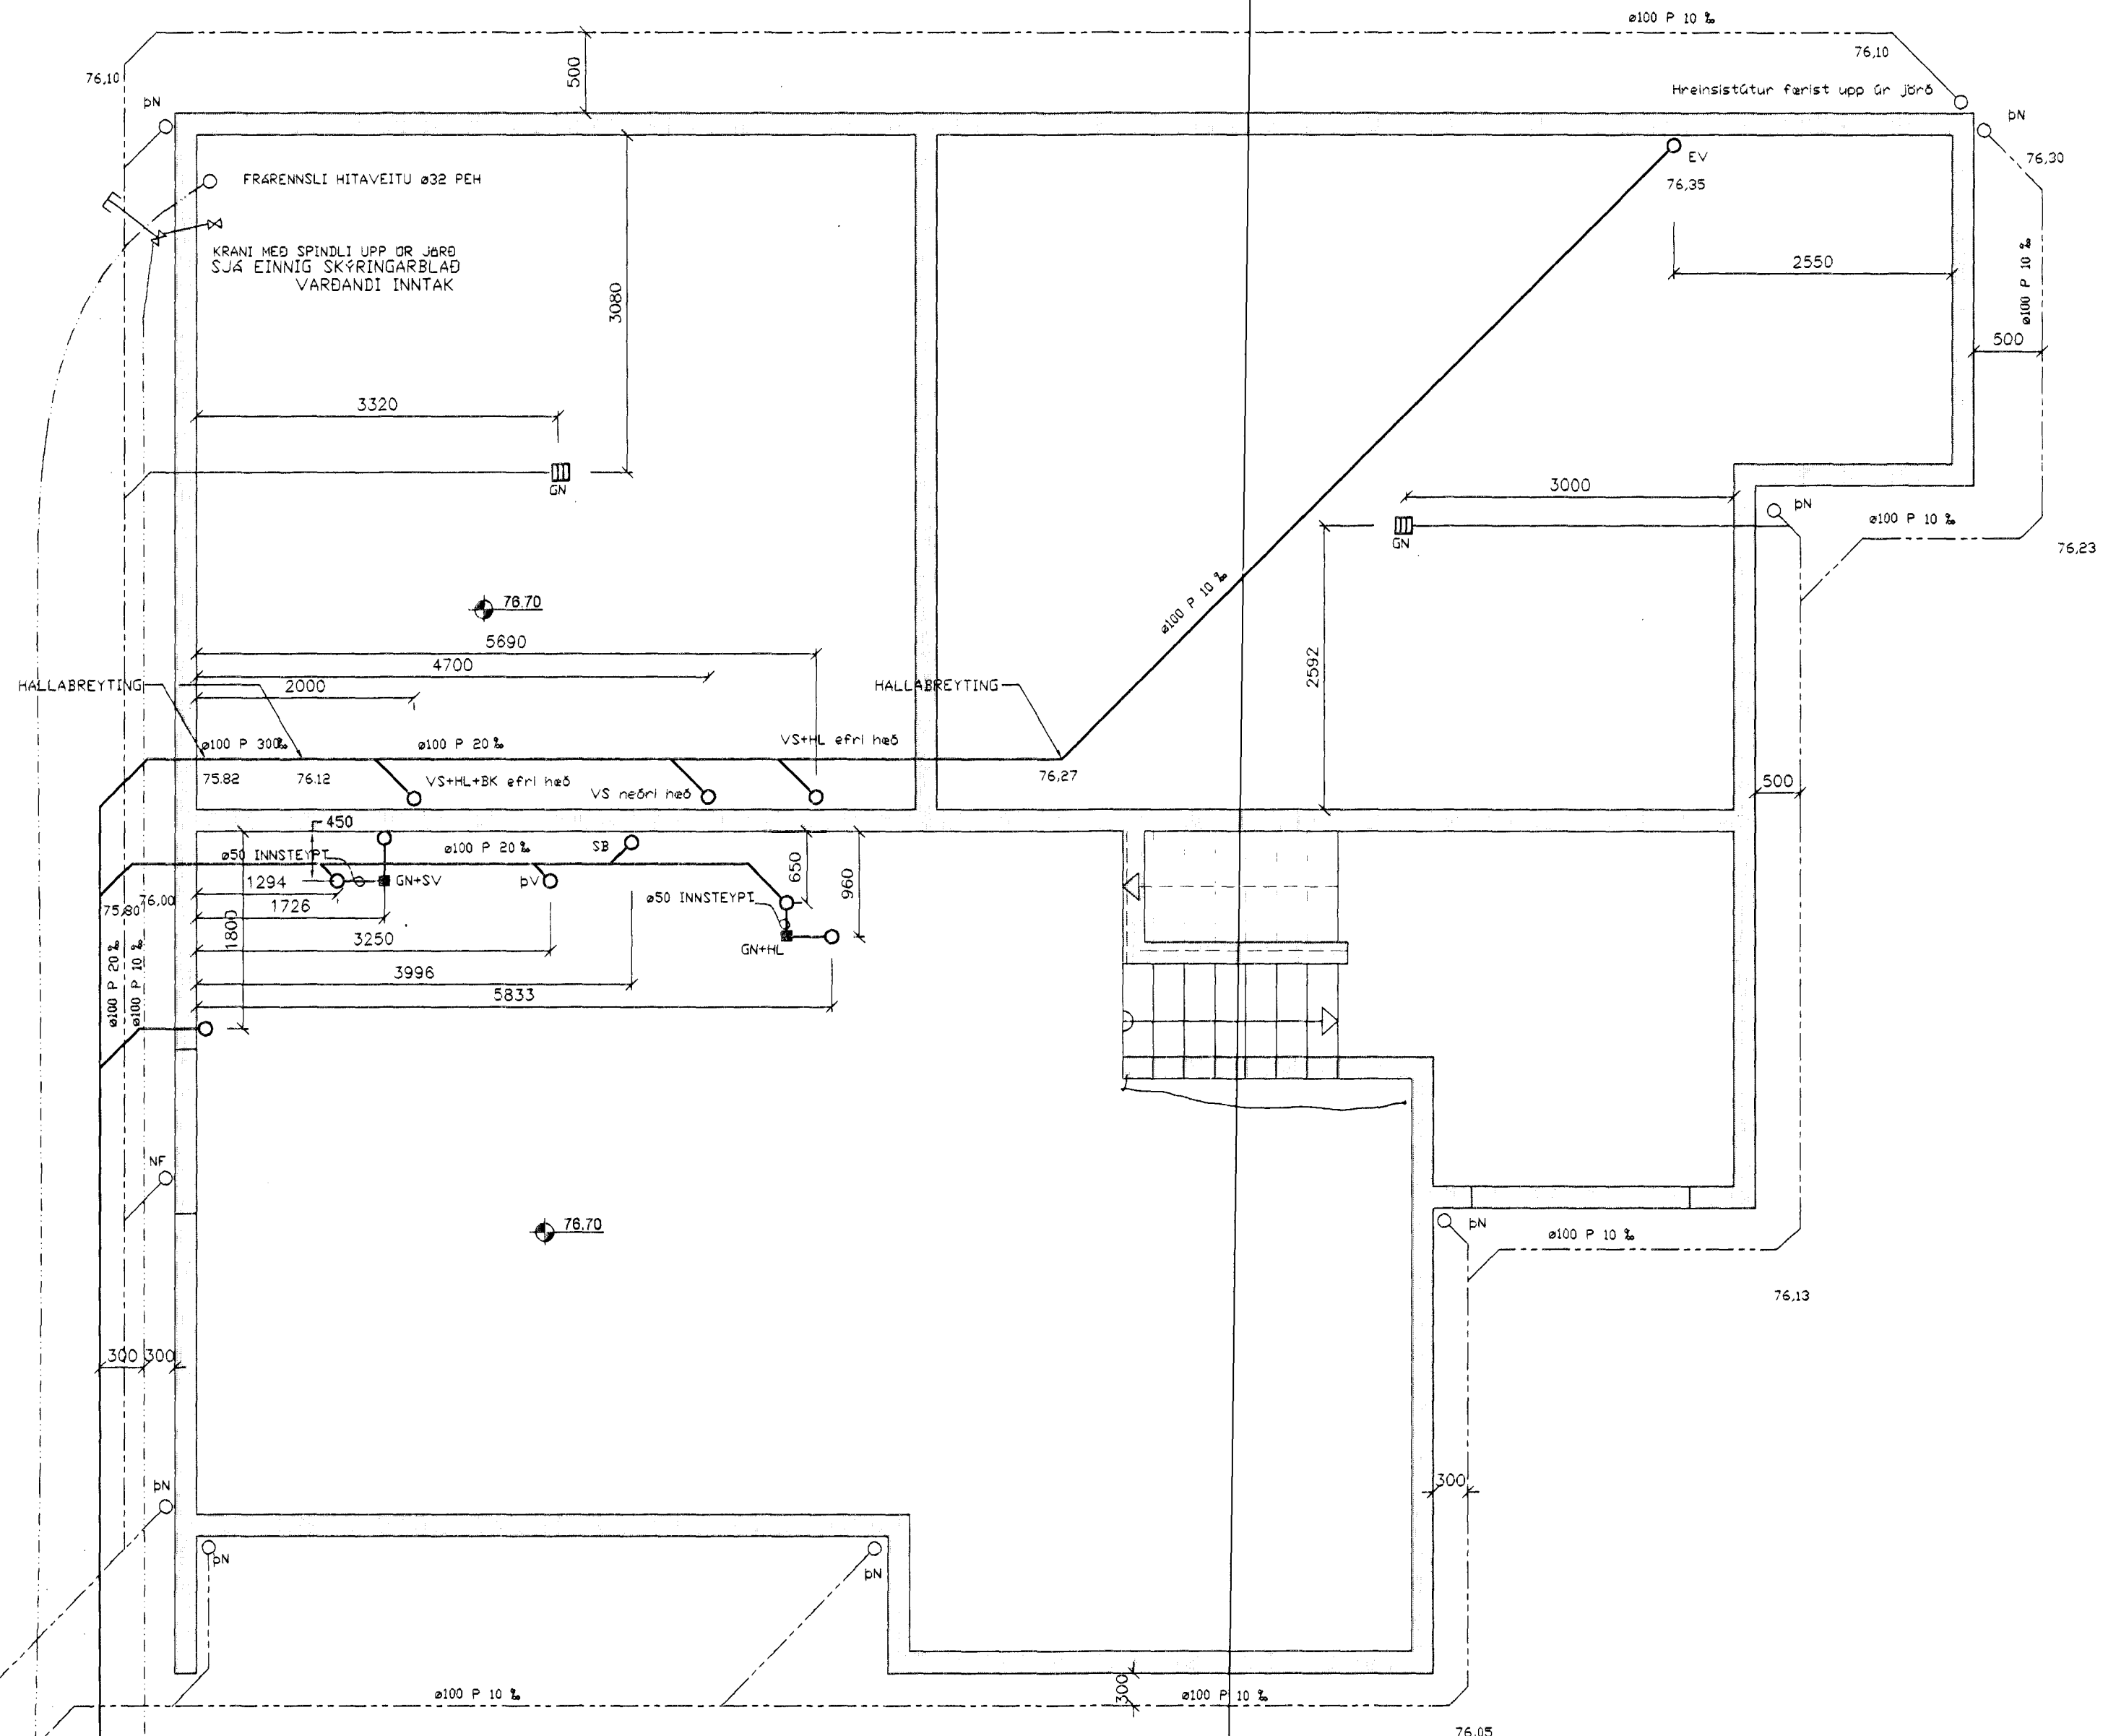 ø100 P 10 ‰
76,10
76,10
500
Hreinsistútur færist upp úr jörð
ÞN
ÞN
76,30
EV
76,35
FRÁRENNSLI HITAVEITU ø32 PEH
KRANI MEÐ SPINDLI UPP ÚR JÖRÐ
SJÁ EINNIG SKÝRINGARBLAÐ
VARÐANDI INNTAK
3080
2550
ø100 P 10 ‰
500
3320
GN
3000
ÞN
GN
ø100 P 10 ‰
76,23
ø100 P 10 ‰
76.70
5690
4700
2000
HALLABREYTING
HALLABREYTING
2592
ø100 P 300‰
ø100 P 20 ‰
VS+HL efri hæð
75.82
76.12
VS+HL+BK efri hæð
VS neðri hæð
76,27
500
450
ø50 INNSTEYPT
ø100 P 20 ‰
SB
650
960
1294
GN+SV
ÞV
76,00
75,80
1726
ø50 INNSTEYPT
1800
3250
GN+HL
3996
5833
ø100 P 20 ‰
ø100 P 10 ‰
NF
76.70
ÞN
ø100 P 10 ‰
76,13
300
300
300
ÞN
ÞN
ÞN
ø100 P 10 ‰
300
ø100 P 10 ‰
76,05